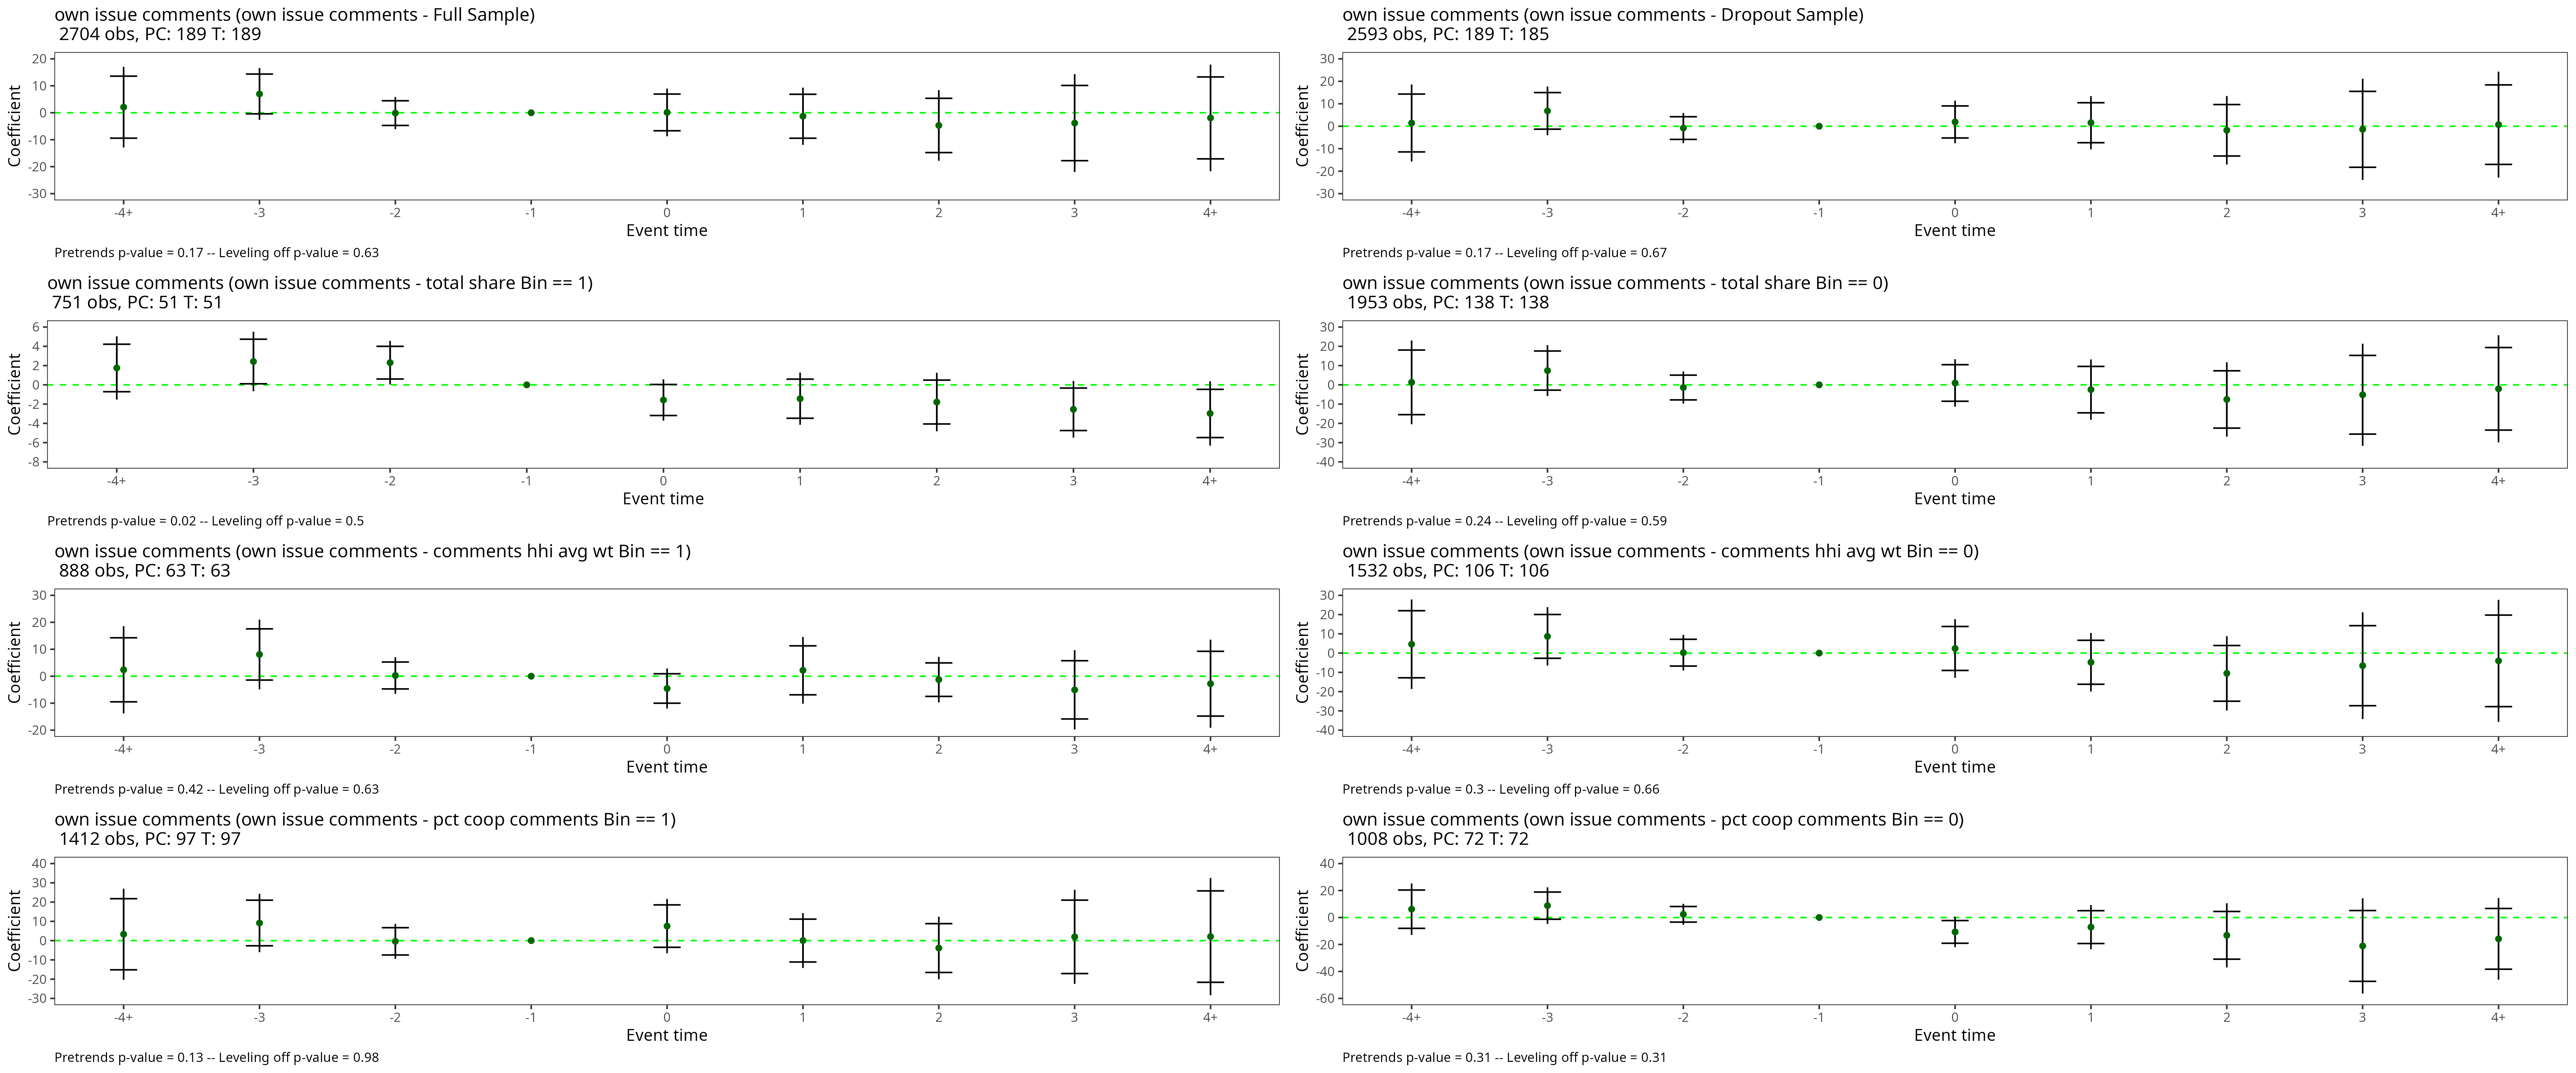 own issue comments (own issue comments - Full Sample)
2704 obs, PC: 189 T: 189
Coefficient
20
10
0
-10
-20
-30
-4+ -3 -2 -1 0 1 2 3 4+
Event time
Pretrends p-value = 0.17 -- Leveling off p-value = 0.63
own issue comments (own issue comments - Dropout Sample)
2593 obs, PC: 189 T: 185
Coefficient
30
20
10
0
-10
-20
-30
-4+ -3 -2 -1 0 1 2 3 4+
Event time
Pretrends p-value = 0.17 -- Leveling off p-value = 0.67
own issue comments (own issue comments - total share Bin == 1)
751 obs, PC: 51 T: 51
Coefficient
6
4
2
0
-2
-4
-6
-8
-4+ -3 -2 -1 0 1 2 3 4+
Event time
Pretrends p-value = 0.02 -- Leveling off p-value = 0.5
own issue comments (own issue comments - total share Bin == 0)
1953 obs, PC: 138 T: 138
Coefficient
30
20
10
0
-10
-20
-30
-40
-4+ -3 -2 -1 0 1 2 3 4+
Event time
Pretrends p-value = 0.24 -- Leveling off p-value = 0.59
own issue comments (own issue comments - comments hhi avg wt Bin == 1)
888 obs, PC: 63 T: 63
Coefficient
30
20
10
0
-10
-20
-4+ -3 -2 -1 0 1 2 3 4+
Event time
Pretrends p-value = 0.42 -- Leveling off p-value = 0.63
own issue comments (own issue comments - comments hhi avg wt Bin == 0)
1532 obs, PC: 106 T: 106
Coefficient
30
20
10
0
-10
-20
-30
-40
-4+ -3 -2 -1 0 1 2 3 4+
Event time
Pretrends p-value = 0.3 -- Leveling off p-value = 0.66
own issue comments (own issue comments - pct coop comments Bin == 1)
1412 obs, PC: 97 T: 97
Coefficient
40
30
20
10
0
-10
-20
-30
-4+ -3 -2 -1 0 1 2 3 4+
Event time
Pretrends p-value = 0.13 -- Leveling off p-value = 0.98
own issue comments (own issue comments - pct coop comments Bin == 0)
1008 obs, PC: 72 T: 72
Coefficient
40
20
0
-20
-40
-60
-4+ -3 -2 -1 0 1 2 3 4+
Event time
Pretrends p-value = 0.31 -- Leveling off p-value = 0.31